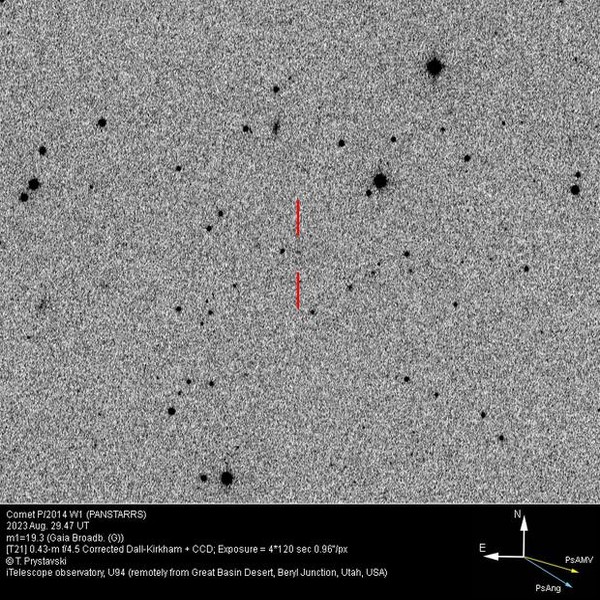 Comet P/2014 W1 (PANSTARRS)
2023 Aug. 29.47 UT
m1=19.3 (Gaia Broadb. (G))
[T21] 0.43-m f/4.5 Corrected Dall-Kirkham + CCD; Exposure = 4*120 sec 0.96"/px
© T. Prystavski
iTelescope observatory, U94 (remotely from Great Basin Desert, Beryl Junction, Utah, USA)
N
E
PsAMV
PsAng